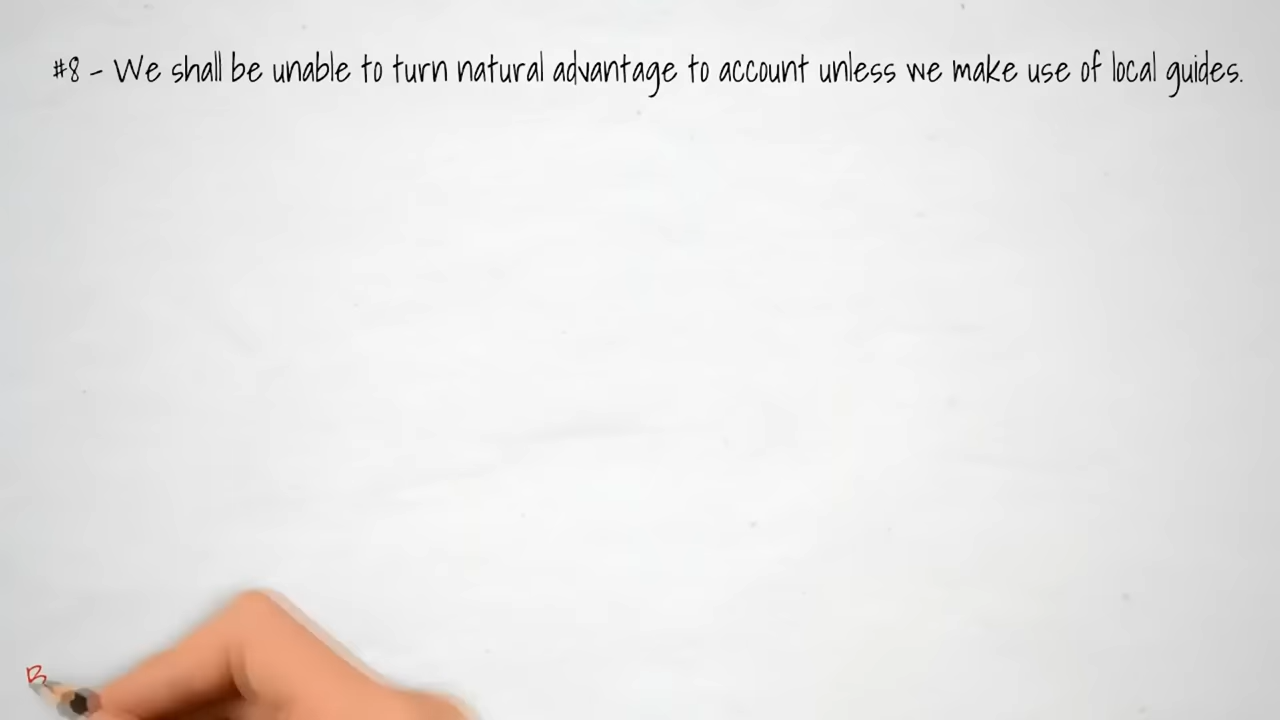 #8 - We shall be unable to turn natural advantage to account unless we make use of local guides.
B